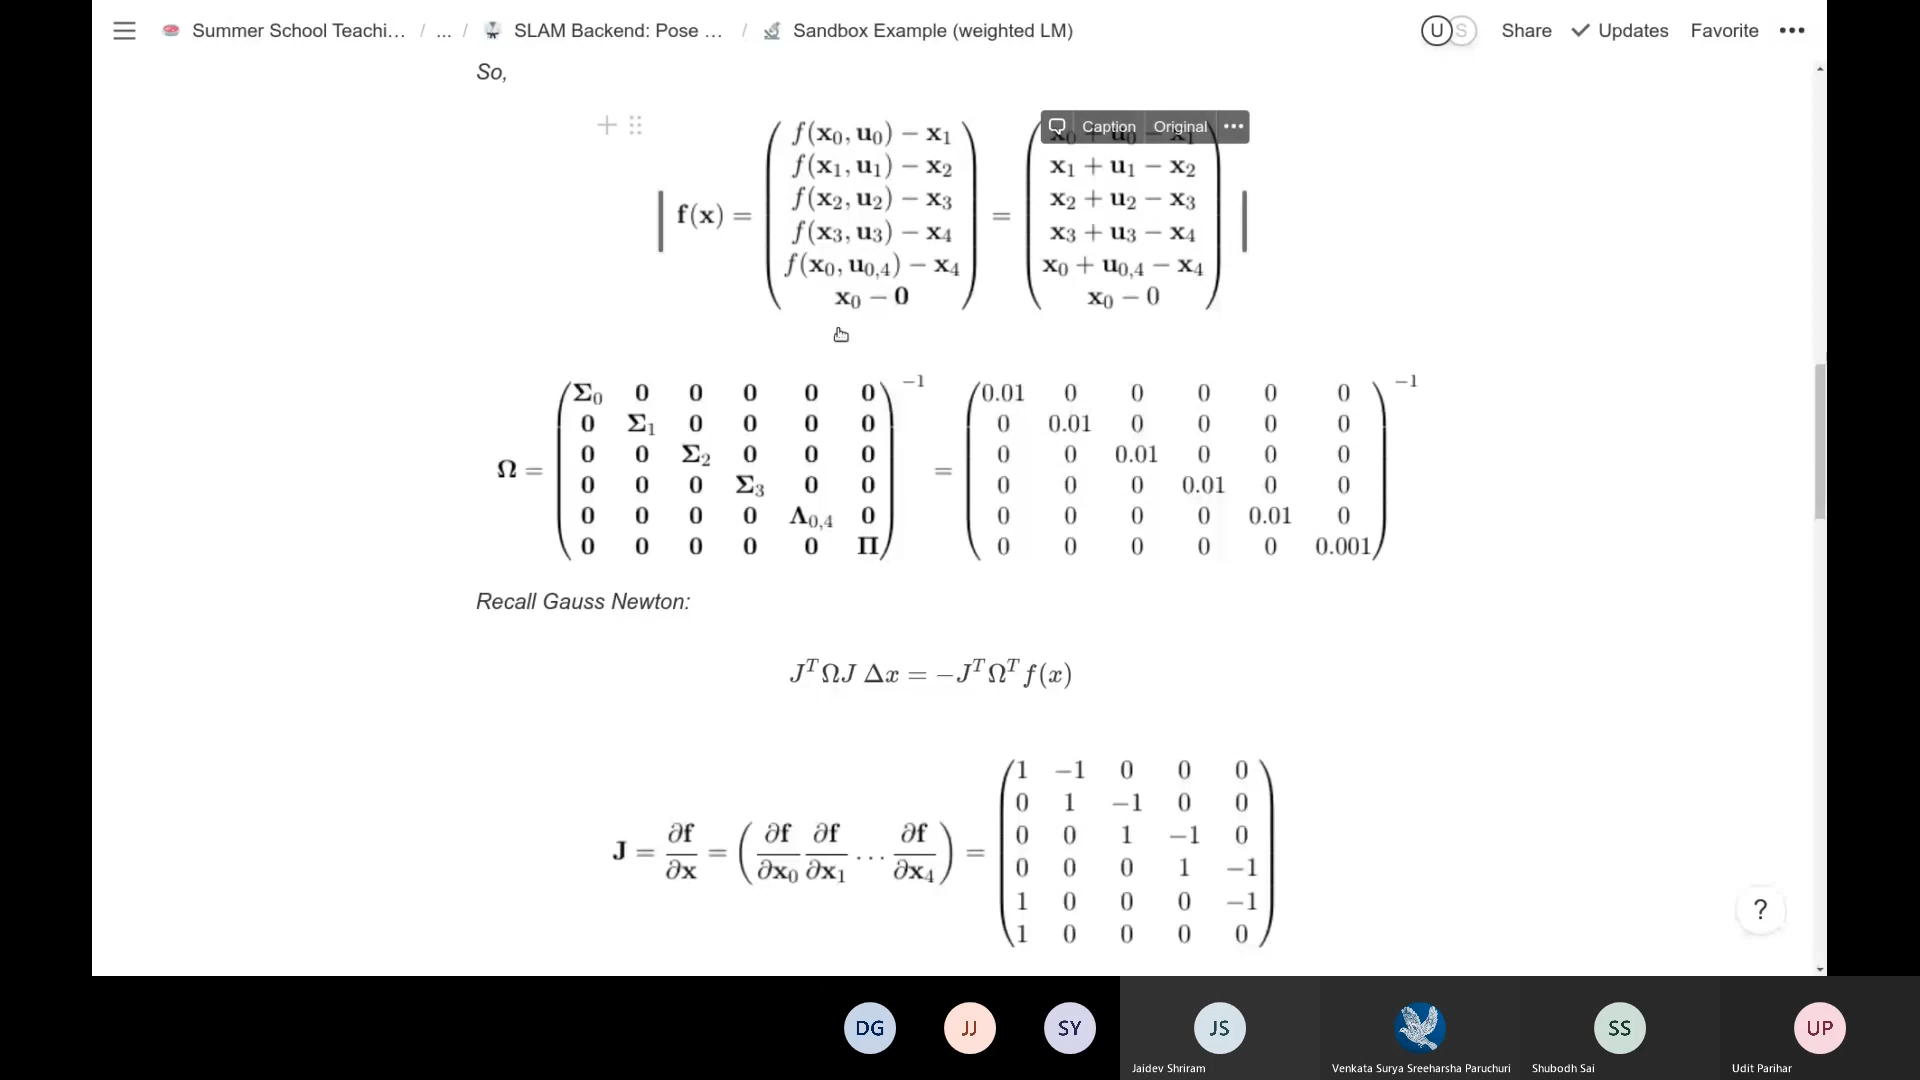 Summer School Teachi... / ... / SLAM Backend: Pose ... / Sandbox Example (weighted LM) U S Share Updates Favorite •••
So,
Caption Original •••
f(x) = ( f(x₀, u₀) − x₁ = ( x₀ + u₀ − x₁
f(x₁, u₁) − x₂ x₁ + u₁ − x₂
f(x₂, u₂) − x₃ x₂ + u₂ − x₃
f(x₃, u₃) − x₄ x₃ + u₃ − x₄
f(x₀, u₀,₄) − x₄ x₀ + u₀,₄ − x₄
x₀ − 0 ) x₀ − 0 )
Ω = ( Σ₀ 0 0 0 0 0 = ( 0.01 0 0 0 0 0
0 Σ₁ 0 0 0 0 0 0.01 0 0 0 0
0 0 Σ₂ 0 0 0 0 0 0.01 0 0 0
0 0 0 Σ₃ 0 0 0 0 0 0.01 0 0
0 0 0 0 Λ₀,₄ 0 0 0 0 0 0.01 0
0 0 0 0 0 Π )⁻¹ 0 0 0 0 0 0.001 )⁻¹
Recall Gauss Newton:
JᵀΩJ Δx = −JᵀΩᵀf(x)
J = ∂f/∂x = ( ∂f/∂x₀ ∂f/∂x₁ ⋯ ∂f/∂x₄ ) = ( 1 −1 0 0 0
0 1 −1 0 0
0 0 1 −1 0
0 0 0 1 −1
1 0 0 0 −1
1 0 0 0 0 )
?
DG JJ SY JS SS UP
Jaidev Shriram Venkata Surya Sreeharsha Paruchuri Shubodh Sai Udit Parihar